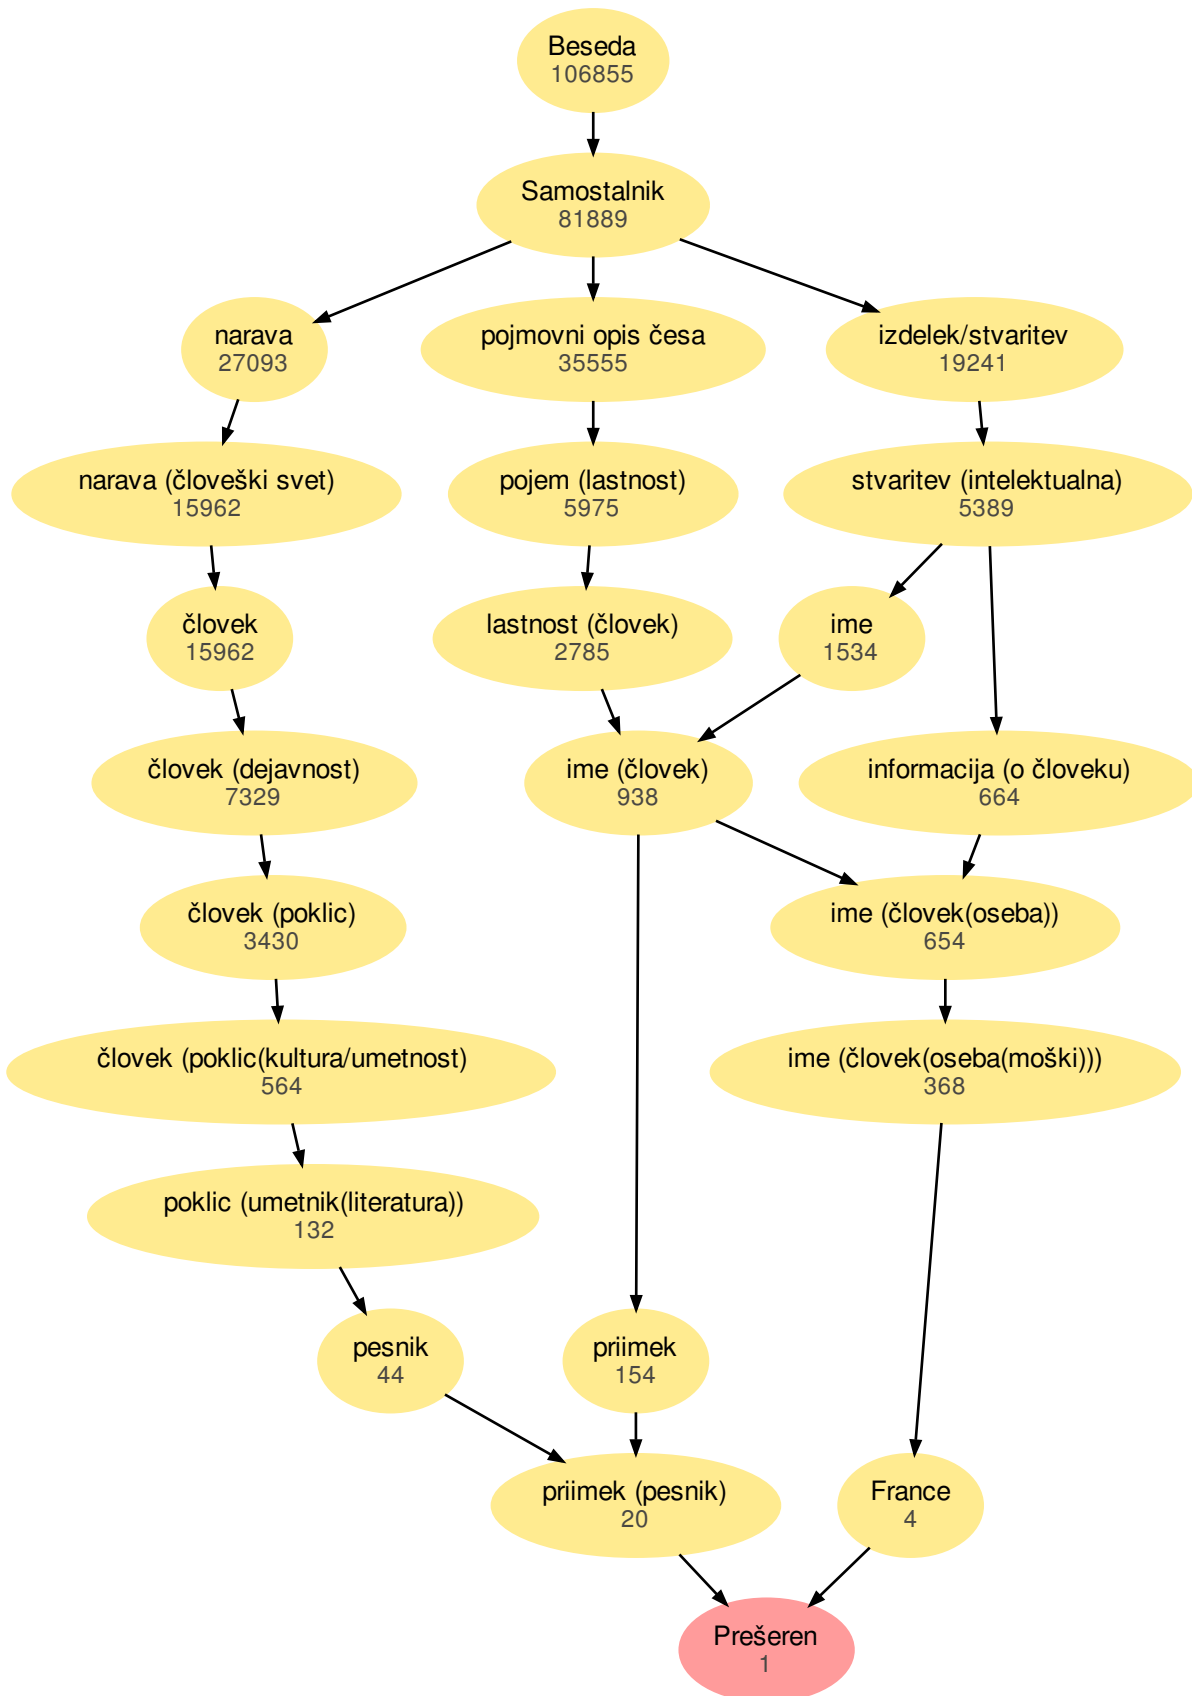 Beseda
106855
Samostalnik
81889
narava
27093
pojmovni opis česa
35555
izdelek/stvaritev
19241
narava (človeški svet)
15962
pojem (lastnost)
5975
stvaritev (intelektualna)
5389
človek
15962
lastnost (človek)
2785
ime
1534
človek (dejavnost)
7329
ime (človek)
938
informacija (o človeku)
664
človek (poklic)
3430
ime (človek(oseba))
654
človek (poklic(kultura/umetnost)
564
ime (človek(oseba(moški)))
368
poklic (umetnik(literatura))
132
pesnik
44
priimek
154
priimek (pesnik)
20
France
4
Prešeren
1